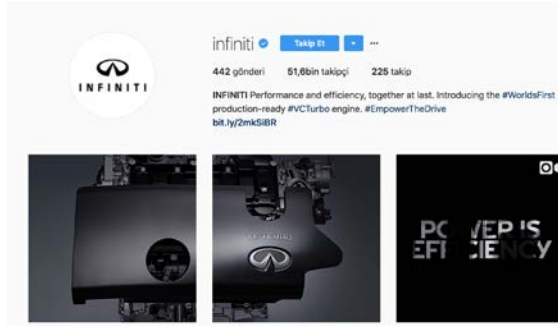 infiniti
Takip Et
442 gönderi 51,6bin takipçi 225 takip
INFINITI
INFINITI Performance and efficiency, together at last. Introducing the #WorldsFirst
production-ready #VCTurbo engine. #EmpowerTheDrive
bit.ly/2mkSiBR
POWER IS
EFFICIENCY